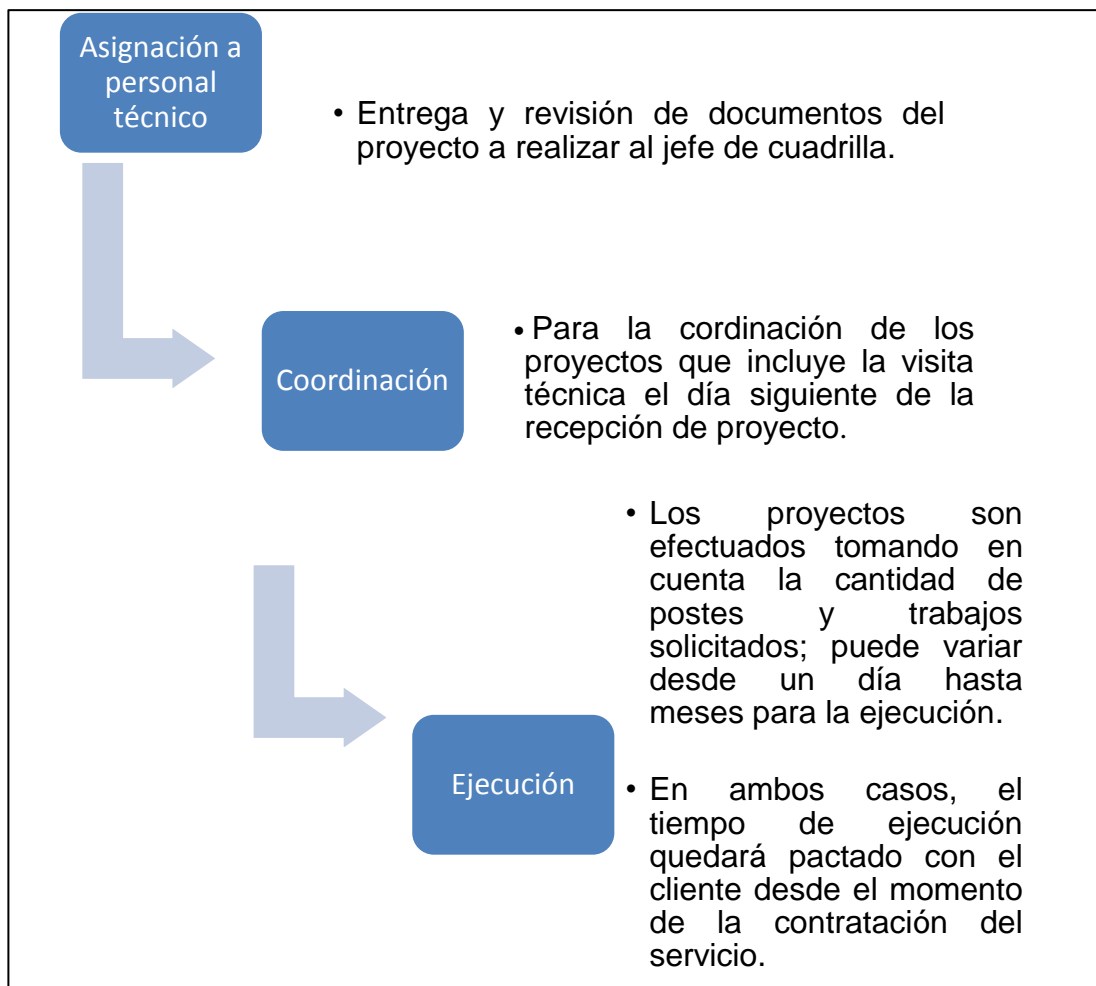 Asignación a
personal
técnico
• Entrega y revisión de documentos del
proyecto a realizar al jefe de cuadrilla.
Coordinación
• Para la cordinación de los
proyectos que incluye la visita
técnica el día siguiente de la
recepción de proyecto.
Ejecución
• Los proyectos son
efectuados tomando en
cuenta la cantidad de
postes y trabajos
solicitados; puede variar
desde un día hasta
meses para la ejecución.
• En ambos casos, el
tiempo de ejecución
quedará pactado con el
cliente desde el momento
de la contratación del
servicio.